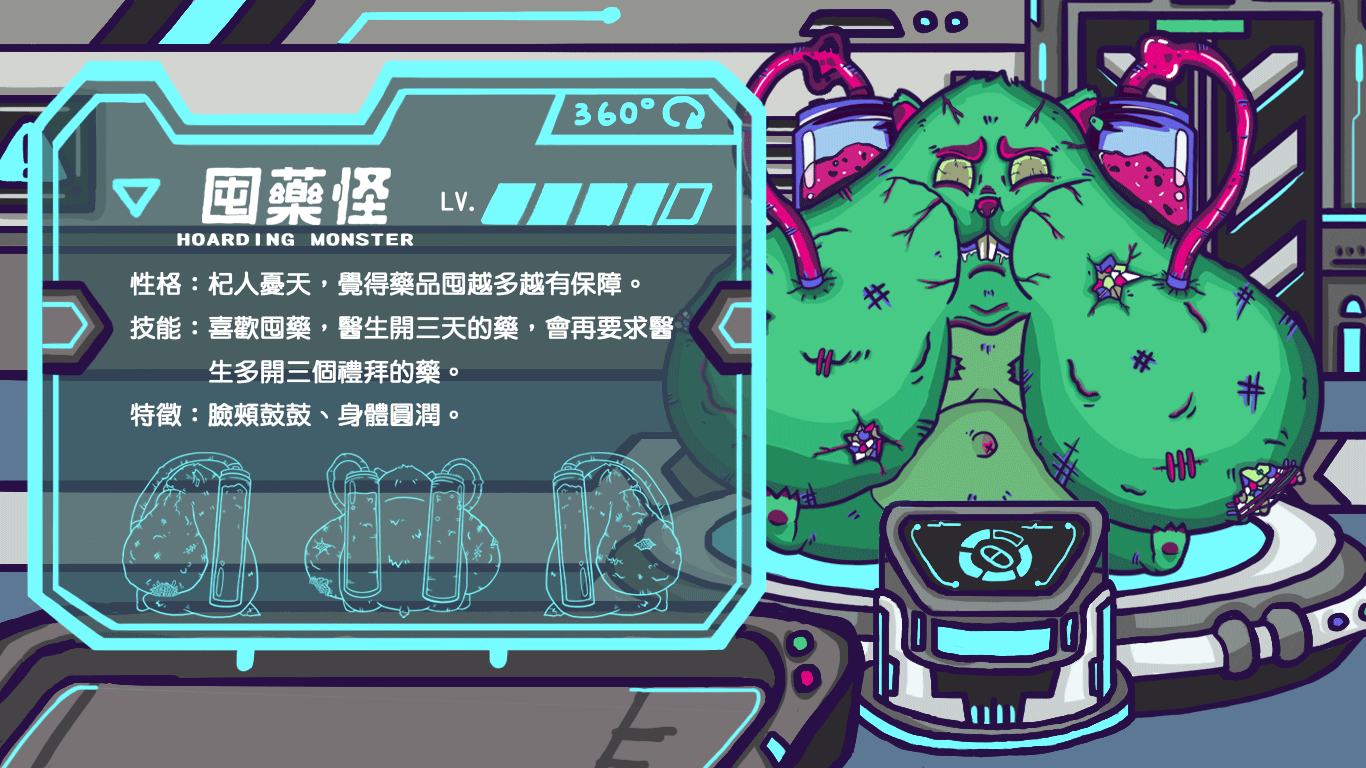 360°
囤藥怪
LV.
HOARDING MONSTER
性格：杞人憂天，覺得藥品囤越多越有保障。
技能：喜歡囤藥，醫生開三天的藥，會再要求醫
生多開三個禮拜的藥。
特徵：臉頰鼓鼓、身體圓潤。